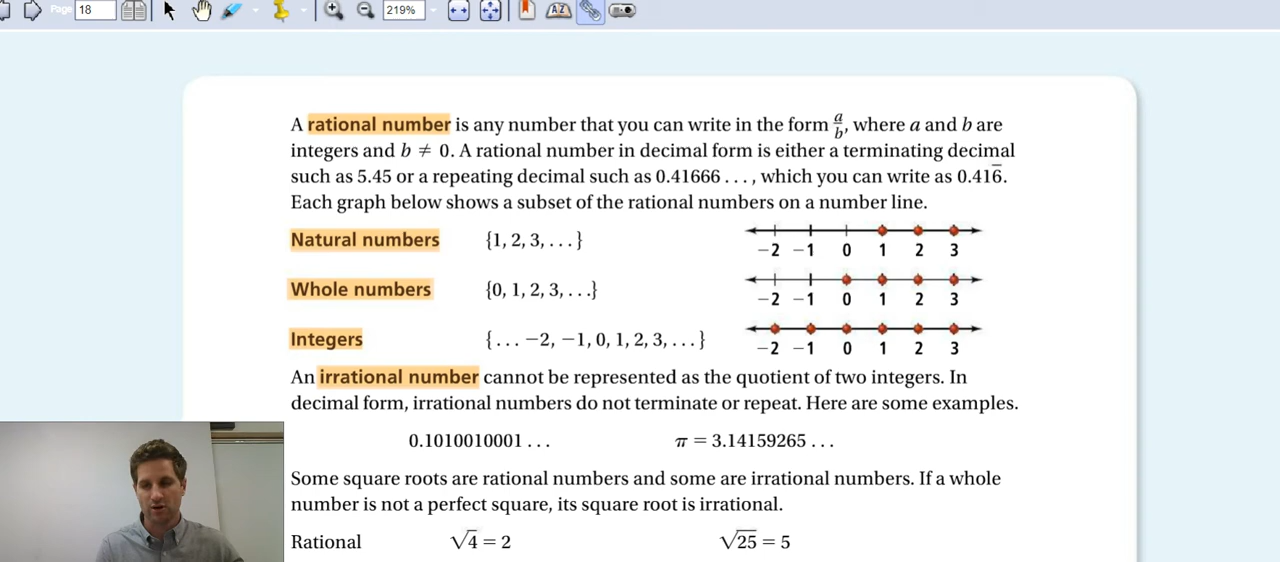 Page 18 219%
A rational number is any number that you can write in the form a/b, where a and b are
integers and b ≠ 0. A rational number in decimal form is either a terminating decimal
such as 5.45 or a repeating decimal such as 0.41666 . . . , which you can write as 0.416̅.
Each graph below shows a subset of the rational numbers on a number line.
Natural numbers {1, 2, 3, . . .}
−2 −1 0 1 2 3
Whole numbers {0, 1, 2, 3, . . .}
−2 −1 0 1 2 3
Integers { . . . −2, −1, 0, 1, 2, 3, . . . }
−2 −1 0 1 2 3
An irrational number cannot be represented as the quotient of two integers. In
decimal form, irrational numbers do not terminate or repeat. Here are some examples.
0.1010010001 . . . π = 3.14159265 . . .
Some square roots are rational numbers and some are irrational numbers. If a whole
number is not a perfect square, its square root is irrational.
Rational √4 = 2 √25 = 5